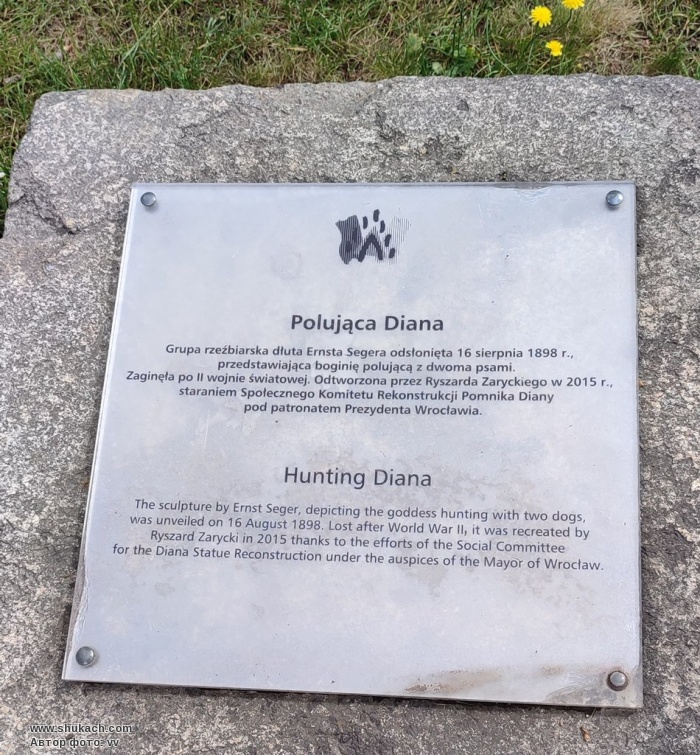 Polująca Diana
Grupa rzeźbiarska dłuta Ernsta Segera odsłonięta 16 sierpnia 1898 r.,
przedstawiająca boginię polującą z dwoma psami.
Zaginęła po II wojnie światowej. Odtworzona przez Ryszarda Zaryckiego w 2015 r.,
staraniem Społecznego Komitetu Rekonstrukcji Pomnika Diany
pod patronatem Prezydenta Wrocławia.
Hunting Diana
The sculpture by Ernst Seger, depicting the goddess hunting with two dogs,
was unveiled on 16 August 1898. Lost after World War II, it was recreated by
Ryszard Zarycki in 2015 thanks to the efforts of the Social Committee
for the Diana Statue Reconstruction under the auspices of the Mayor of Wrocław.
www.shukach.com
Автор фото: vv